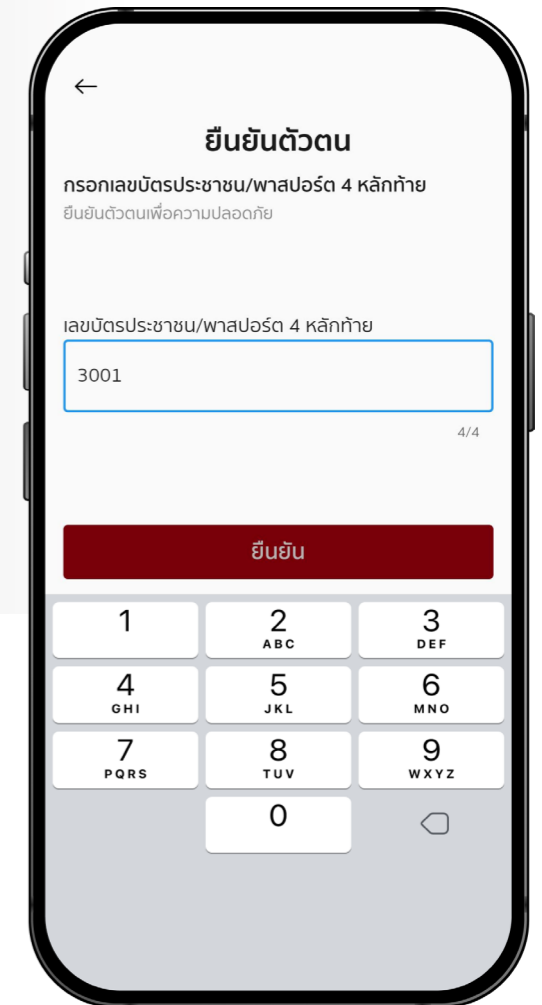 ยืนยันตัวตน
กรอกเลขบัตรประชาชน/พาสปอร์ต 4 หลักท้าย
ยืนยันตัวตนเพื่อความปลอดภัย
เลขบัตรประชาชน/พาสปอร์ต 4 หลักท้าย
3001
4/4
ยืนยัน
1 2 3
ABC DEF
4 5 6
GHI JKL MNO
7 8 9
PQRS TUV WXYZ
0